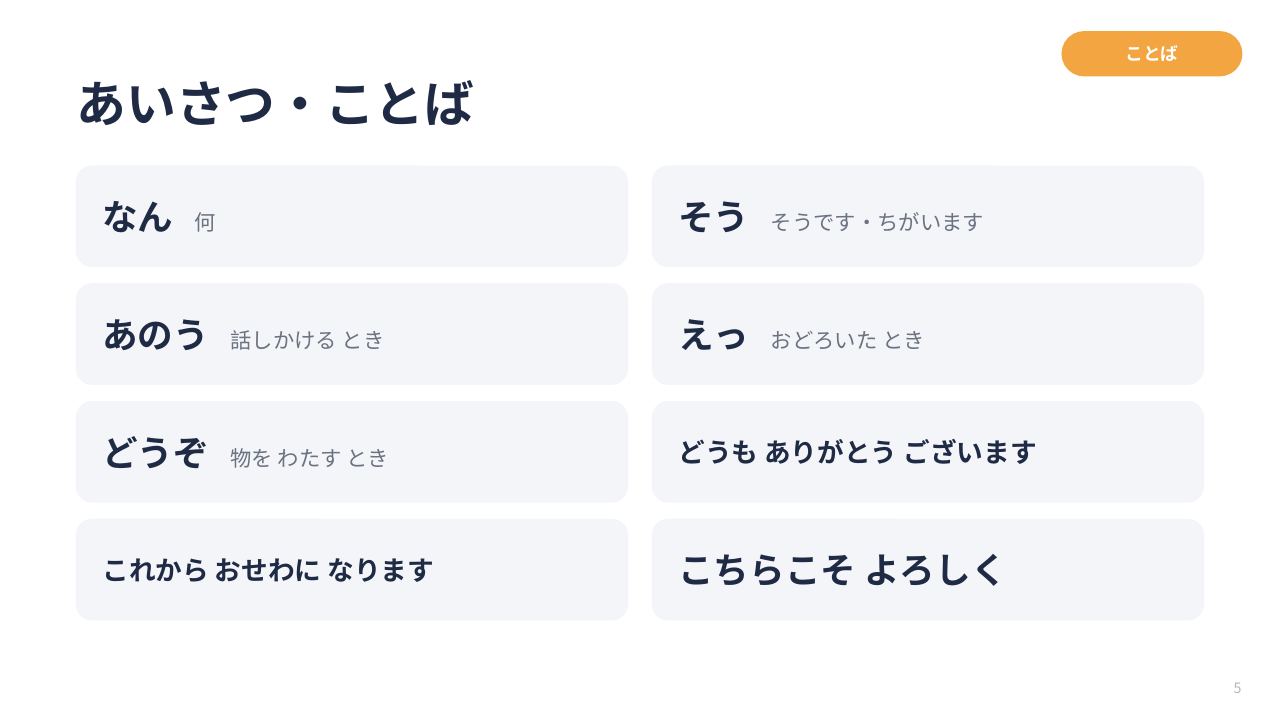 ことば
あいさつ・ことば
なん 何
そう そうです・ちがいます
あのう 話しかける とき
えっ おどろいた とき
どうぞ 物を わたす とき
どうも ありがとう ございます
これから おせわに なります
こちらこそ よろしく
5